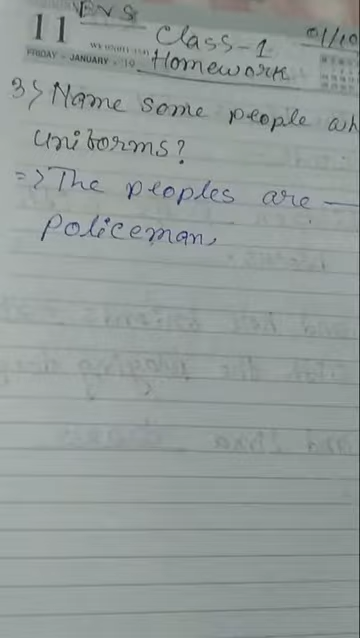 11 EVS Class-1 01/10
FRIDAY - JANUARY - '19 Homework
3> Name some people wh
uniforms?
=> The peoples are —
Policeman,